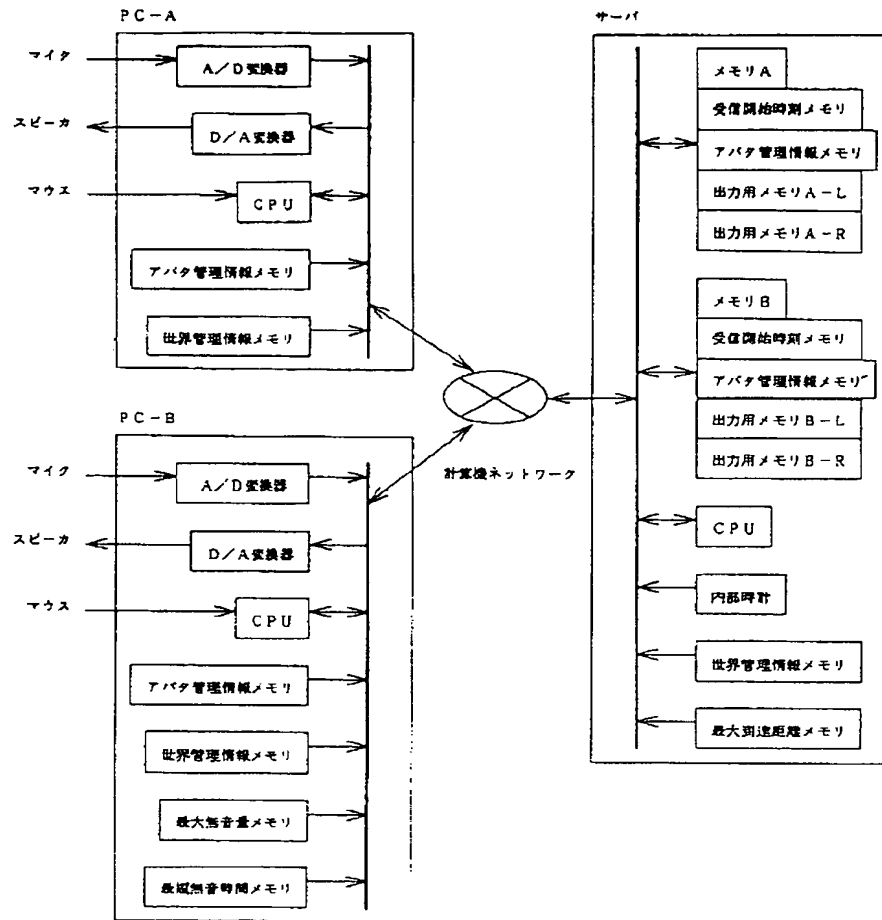 PC－A
マイク
A／D変換器
スピーカ
D／A変換器
マウス
CPU
アバタ管理情報メモリ
世界管理情報メモリ
PC－B
マイク
A／D変換器
スピーカ
D／A変換器
マウス
CPU
アバタ管理情報メモリ
世界管理情報メモリ
最大無音量メモリ
最短無音時間メモリ
計算機ネットワーク
サーバ
メモリA
受信開始時刻メモリ
アバタ管理情報メモリ
出力用メモリA－L
出力用メモリA－R
メモリB
受信開始時刻メモリ
アバタ管理情報メモリ
出力用メモリB－L
出力用メモリB－R
CPU
内部時計
世界管理情報メモリ
最大到達距離メモリ